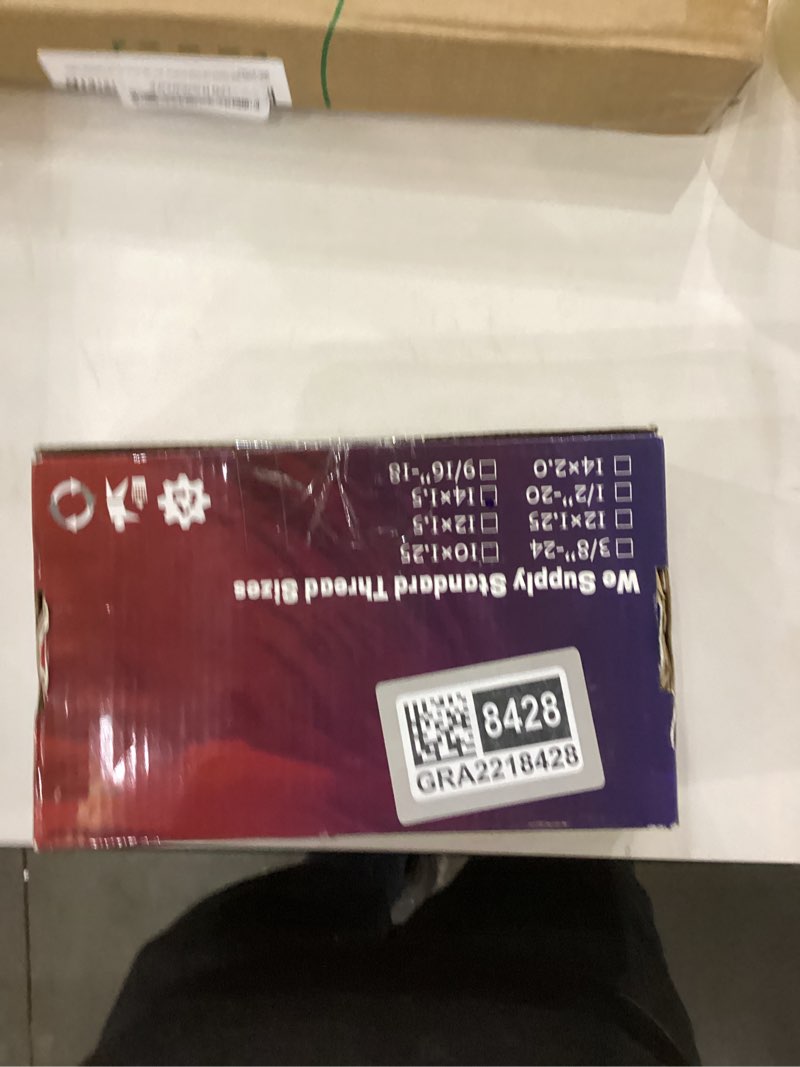 We Supply Standard Thread Sizes
☐ 3/8"-24 ☐ 10×1.25
☐ 12×1.25 ☐ 12×1.5
☐ 1/2"-20 ☐ 14×1.5
☐ 14×2.0 ☐ 9/16"-18
8428
GRA2218428